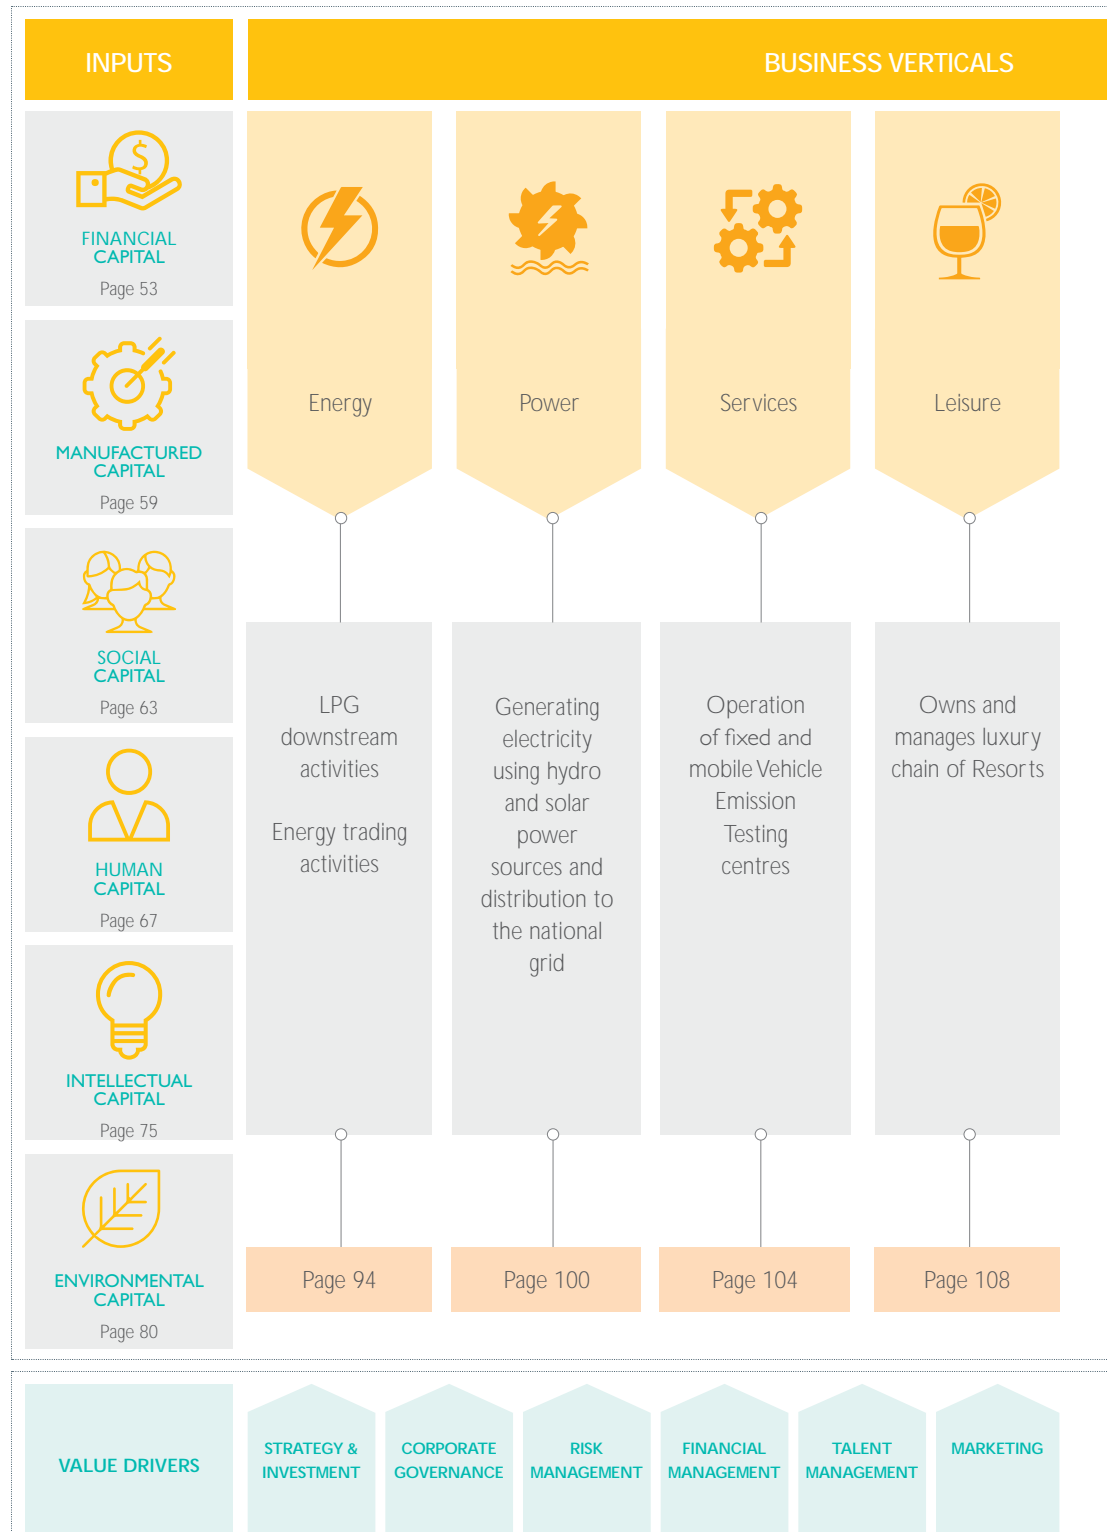 INPUTS
BUSINESS VERTICALS
FINANCIAL
CAPITAL
Page 53
MANUFACTURED
CAPITAL
Page 59
SOCIAL
CAPITAL
Page 63
HUMAN
CAPITAL
Page 67
INTELLECTUAL
CAPITAL
Page 75
ENVIRONMENTAL
CAPITAL
Page 80
Energy
LPG
downstream
activities
Energy trading
activities
Page 94
Power
Generating
electricity
using hydro
and solar
power
sources and
distribution to
the national
grid
Page 100
Services
Operation
of fixed and
mobile Vehicle
Emission
Testing
centres
Page 104
Leisure
Owns and
manages luxury
chain of Resorts
Page 108
VALUE DRIVERS
STRATEGY &
INVESTMENT
CORPORATE
GOVERNANCE
RISK
MANAGEMENT
FINANCIAL
MANAGEMENT
TALENT
MANAGEMENT
MARKETING